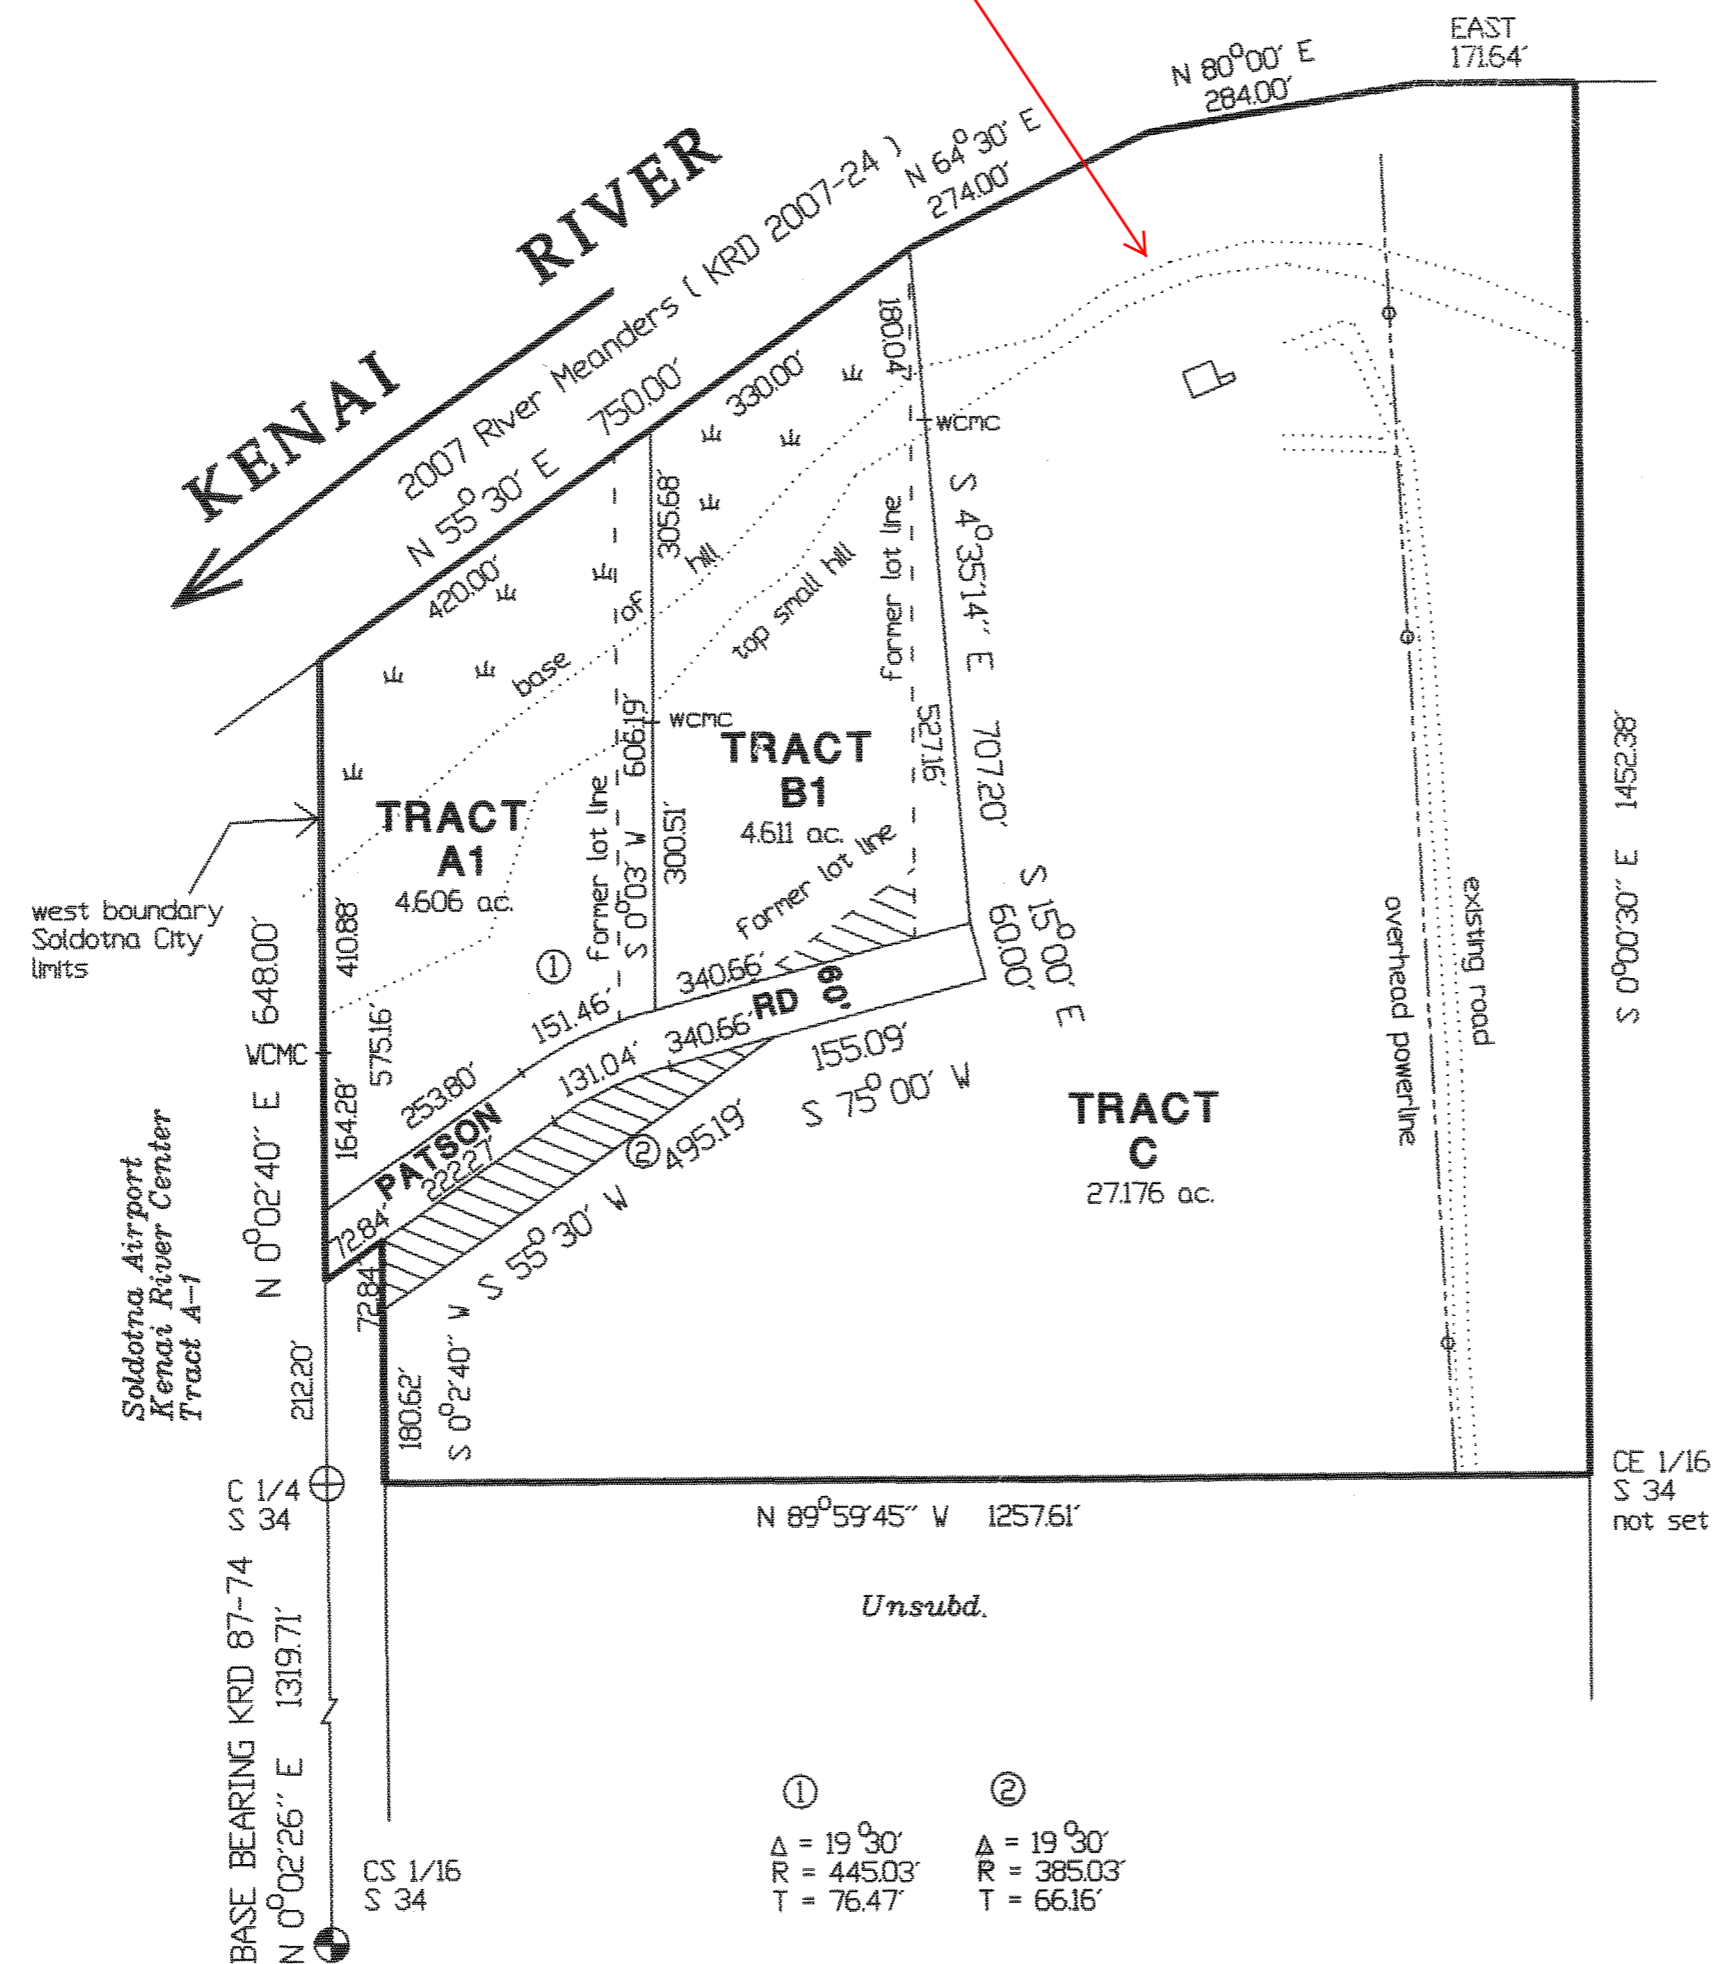 EAST
171.64'
N 80°00' E
284.00'
N 64°30' E
274.00'
KENAI RIVER
2007 River Meanders ( KRD 2007-24 )
N 55°30' E 750.00'
420.00'
330.00'
180.04'
WCMC
305.68'
base of hill
top small hill
former lot line
S 4°35'14" E 707.20'
527.16'
WCMC
606.19'
S 0°03' W
300.51'
former lot line
TRACT
A1
4.606 ac.
TRACT
B1
4.611 ac.
former lot line
west boundary
Soldotna City
limits
410.88'
N 0°02'40" E 648.00'
WCMC
575.16'
164.28'
1
151.46'
253.80'
340.66'
340.66'
131.04'
PATSON RD 60'
222.27'
72.84'
72.84'
S 15°00' E
60.00'
155.09'
S 75°00' W
2
495.19'
S 55°30' W
TRACT
C
27.176 ac.
overhead powerline
existing road
S 0°00'30" E 1452.38'
Soldotna Airport
Kenai River Center
Tract A-1
212.20'
180.62'
S 0°2'40" W
C 1/4
S 34
N 89°59'45" W 1257.61'
CE 1/16
S 34
not set
Unsubd.
BASE BEARING KRD 87-74
N 0°02'26" E 1319.71'
CS 1/16
S 34
1
Δ = 19°30'
R = 445.03'
T = 76.47'
2
Δ = 19°30'
R = 385.03'
T = 66.16'